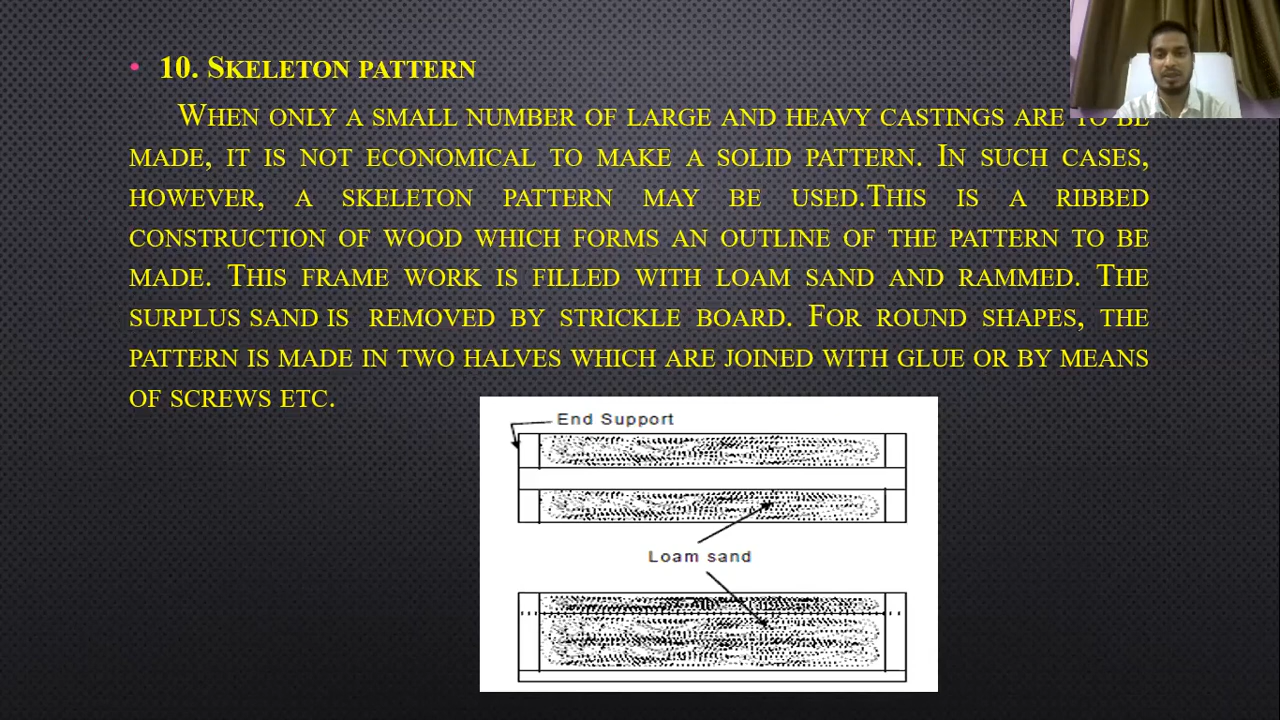 • 10. SKELETON PATTERN
WHEN ONLY A SMALL NUMBER OF LARGE AND HEAVY CASTINGS ARE TO BE
MADE, IT IS NOT ECONOMICAL TO MAKE A SOLID PATTERN. IN SUCH CASES,
HOWEVER, A SKELETON PATTERN MAY BE USED.THIS IS A RIBBED
CONSTRUCTION OF WOOD WHICH FORMS AN OUTLINE OF THE PATTERN TO BE
MADE. THIS FRAME WORK IS FILLED WITH LOAM SAND AND RAMMED. THE
SURPLUS SAND IS REMOVED BY STRICKLE BOARD. FOR ROUND SHAPES, THE
PATTERN IS MADE IN TWO HALVES WHICH ARE JOINED WITH GLUE OR BY MEANS
OF SCREWS ETC.
End Support
Loam sand